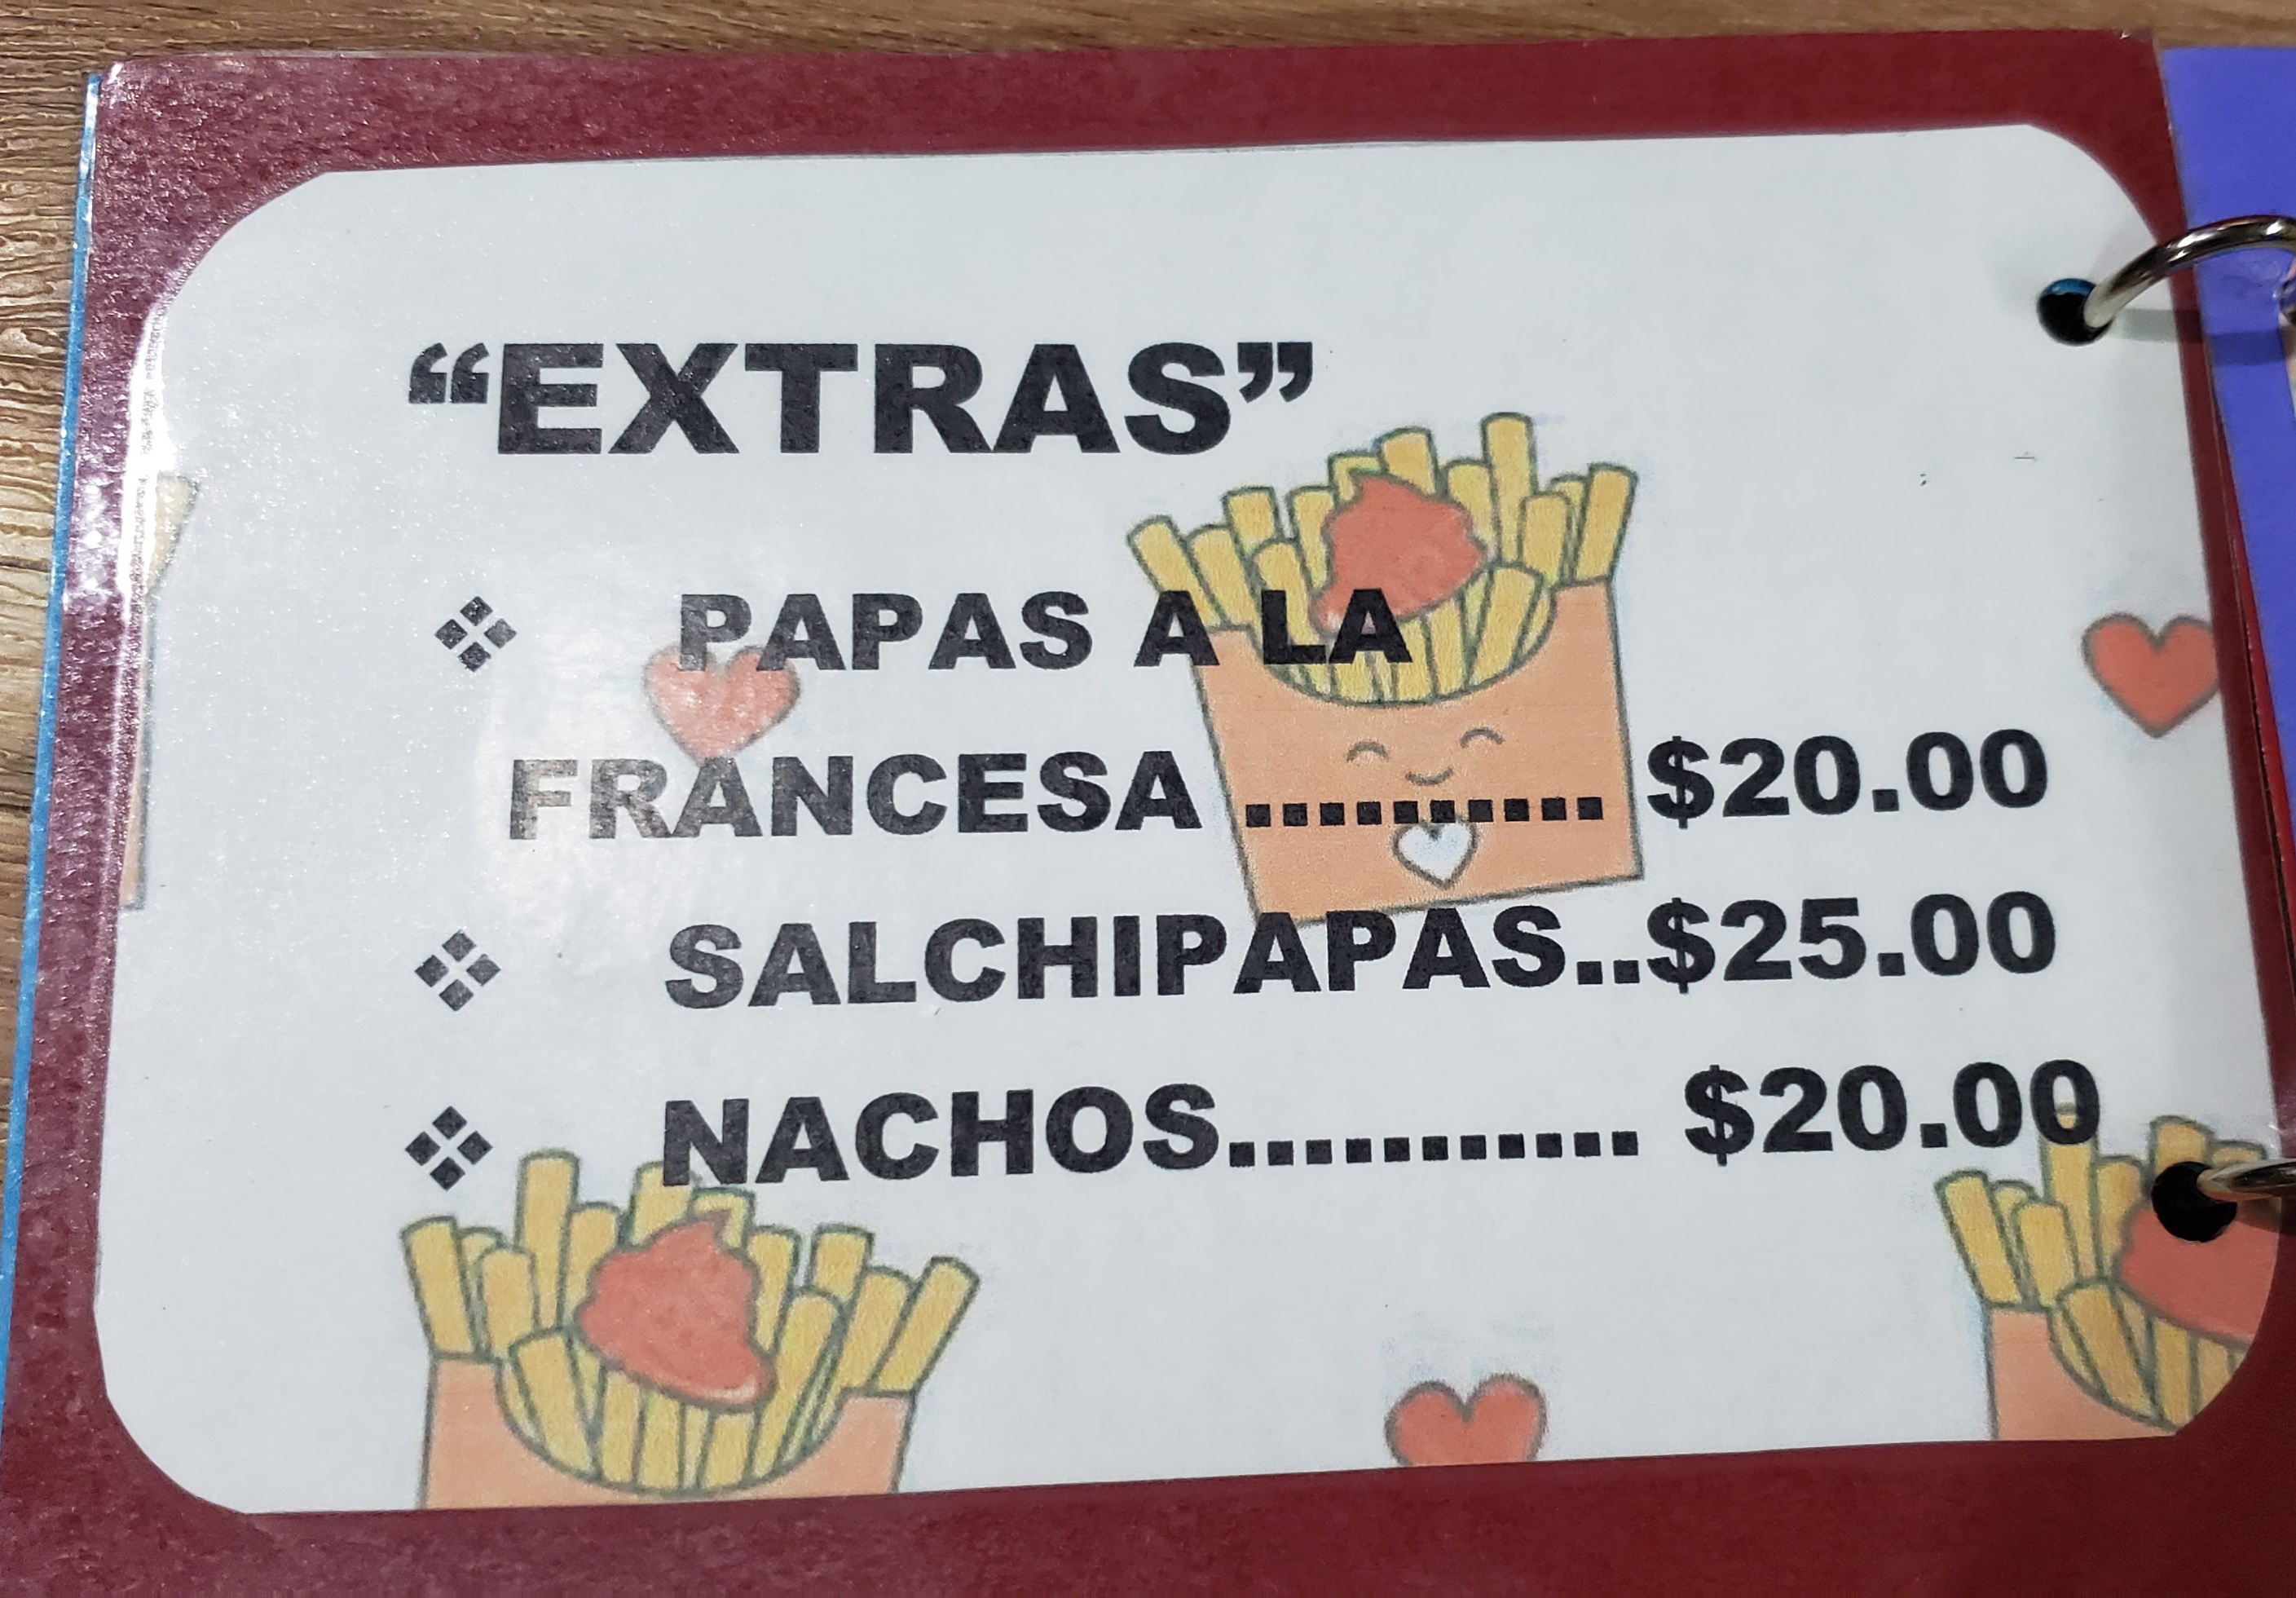 “EXTRAS”
❖ PAPAS A LA
FRANCESA .......... $20.00
❖ SALCHIPAPAS..$25.00
❖ NACHOS........... $20.00